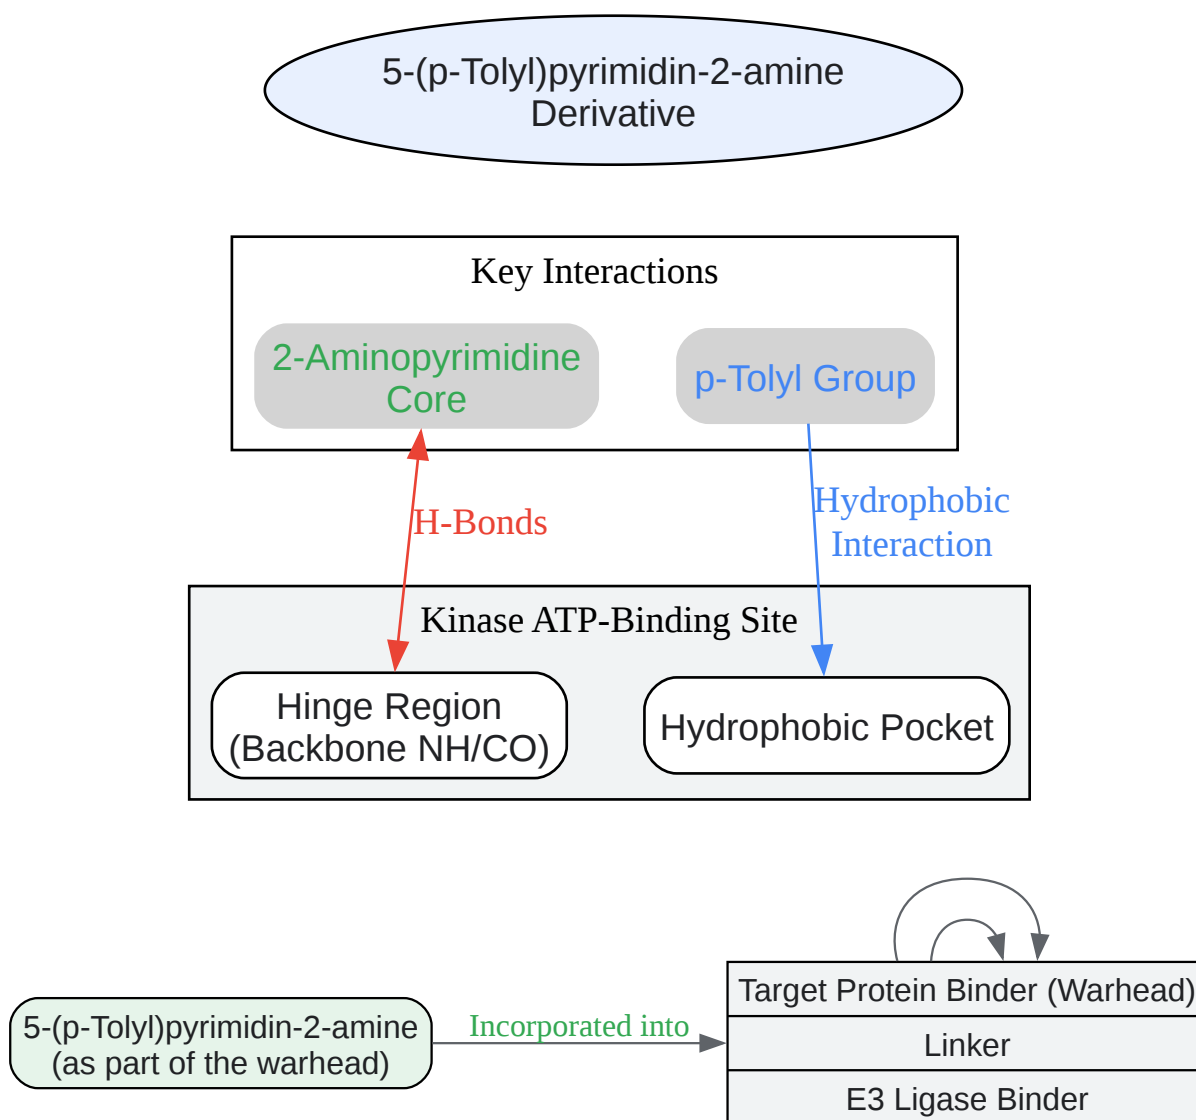 5-(p-Tolyl)pyrimidin-2-amine
Derivative
Key Interactions
2-Aminopyrimidine
Core
p-Tolyl Group
H-Bonds
Hydrophobic
Interaction
Kinase ATP-Binding Site
Hinge Region
(Backbone NH/CO)
Hydrophobic Pocket
5-(p-Tolyl)pyrimidin-2-amine
(as part of the warhead)
Incorporated into
Target Protein Binder (Warhead)
Linker
E3 Ligase Binder